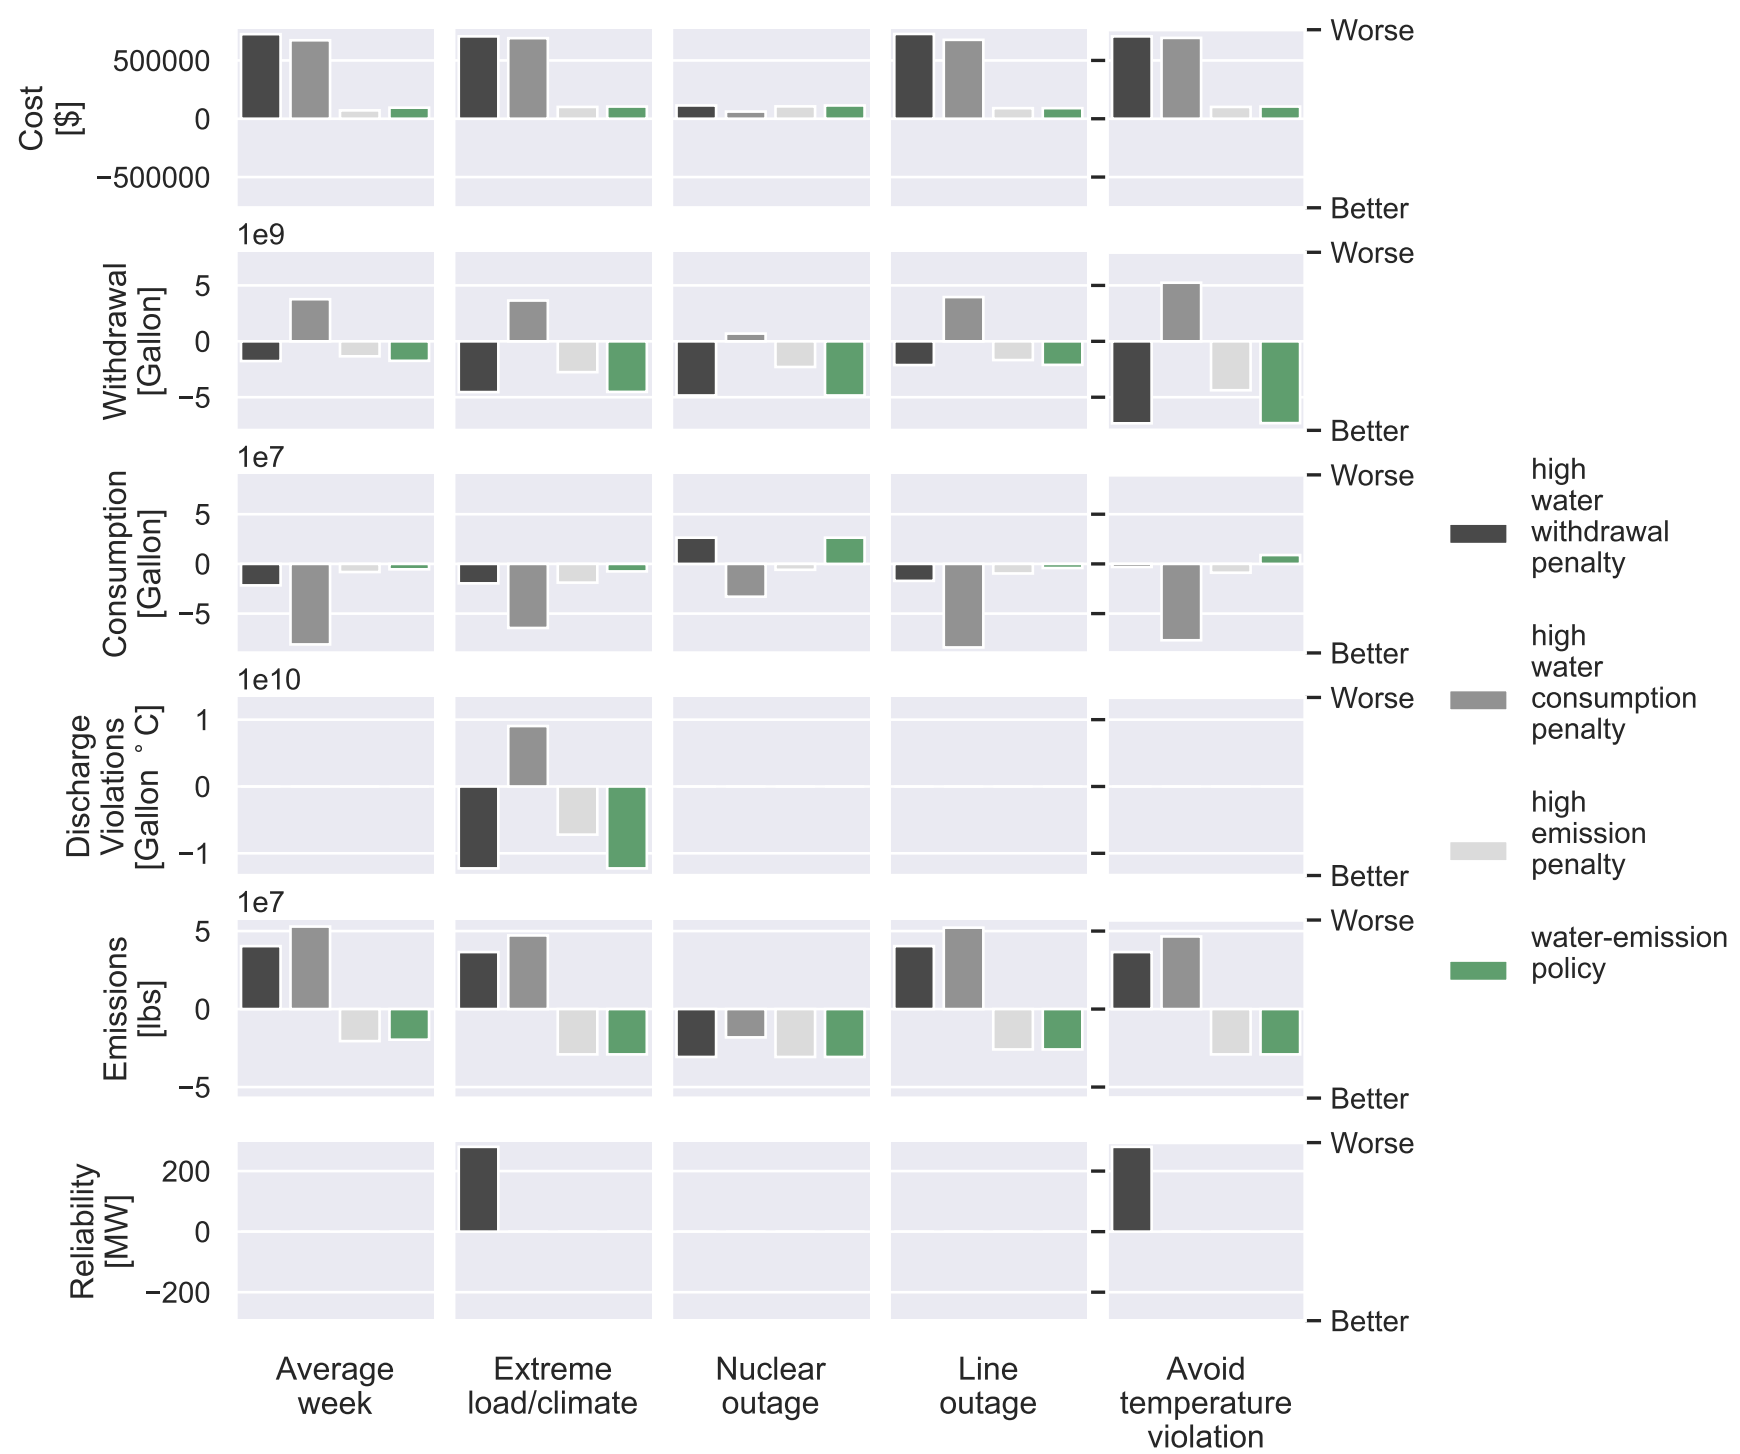 Cost
[$]
500000
0
−500000
Worse
Better
1e9
Withdrawal
[Gallon]
5
0
−5
Worse
Better
1e7
Consumption
[Gallon]
5
0
−5
Worse
Better
1e10
Discharge
Violations
[Gallon °C]
1
0
−1
Worse
Better
1e7
Emissions
[lbs]
5
0
−5
Worse
Better
Reliability
[MW]
200
0
−200
Worse
Better
Average
week
Extreme
load/climate
Nuclear
outage
Line
outage
Avoid
temperature
violation
high
water
withdrawal
penalty
high
water
consumption
penalty
high
emission
penalty
water-emission
policy